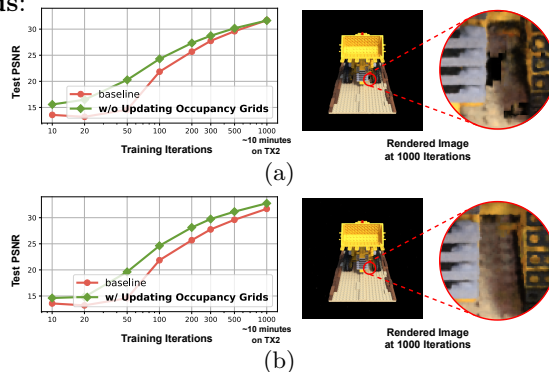 us:
Test PSNR
30
25
20
15
baseline
w/o Updating Occupancy Grids
10 20 50 100 200 300 500 1000
Training Iterations
~10 minutes
on TX2
Rendered Image
at 1000 Iterations
(a)
Test PSNR
30
25
20
15
baseline
w/ Updating Occupancy Grids
10 20 50 100 200 300 500 1000
Training Iterations
~10 minutes
on TX2
Rendered Image
at 1000 Iterations
(b)